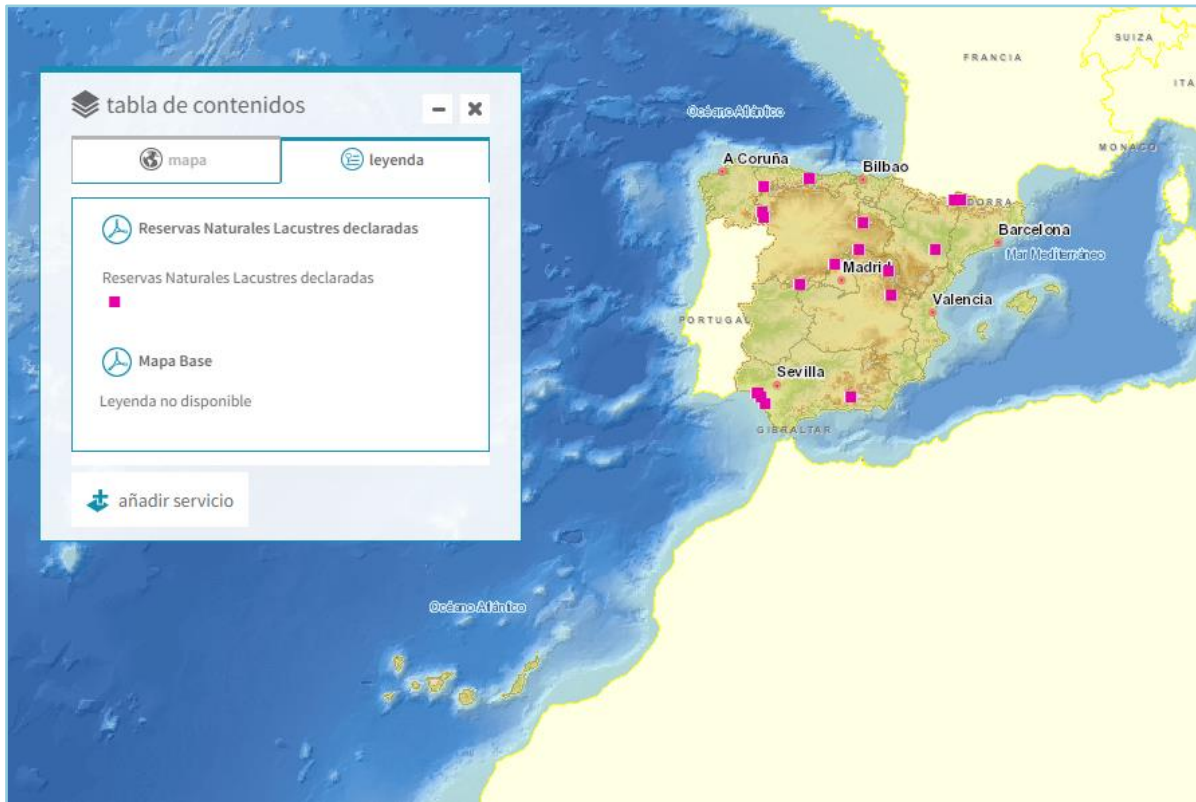 tabla de contenidos
mapa
leyenda
Reservas Naturales Lacustres declaradas
Reservas Naturales Lacustres declaradas
Mapa Base
Leyenda no disponible
añadir servicio
SUIZA
FRANCIA
ITA
MONACO
Océano Atlántico
A Coruña
Bilbao
DORRA
Barcelona
Mar Mediterráneo
Madrid
Valencia
PORTUGAL
Sevilla
GIBRALTAR
Océano Atlántico